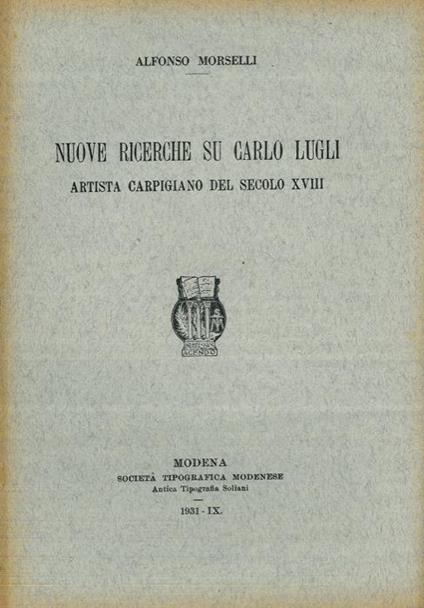 ALFONSO MORSELLI
NUOVE RICERCHE SU CARLO LUGLI
ARTISTA CARPIGIANO DEL SECOLO XVIII
AGENDO
MODENA
SOCIETÀ TIPOGRAFICA MODENESE
Antica Tipografia Soliani
1931 - IX.